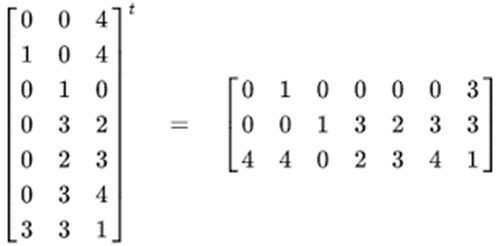 [0 0 4
1 0 4
0 1 0
0 3 2
0 2 3
0 3 4
3 3 1]^t
=
[0 1 0 0 0 0 3
0 0 1 3 2 3 3
4 4 0 2 3 4 1]